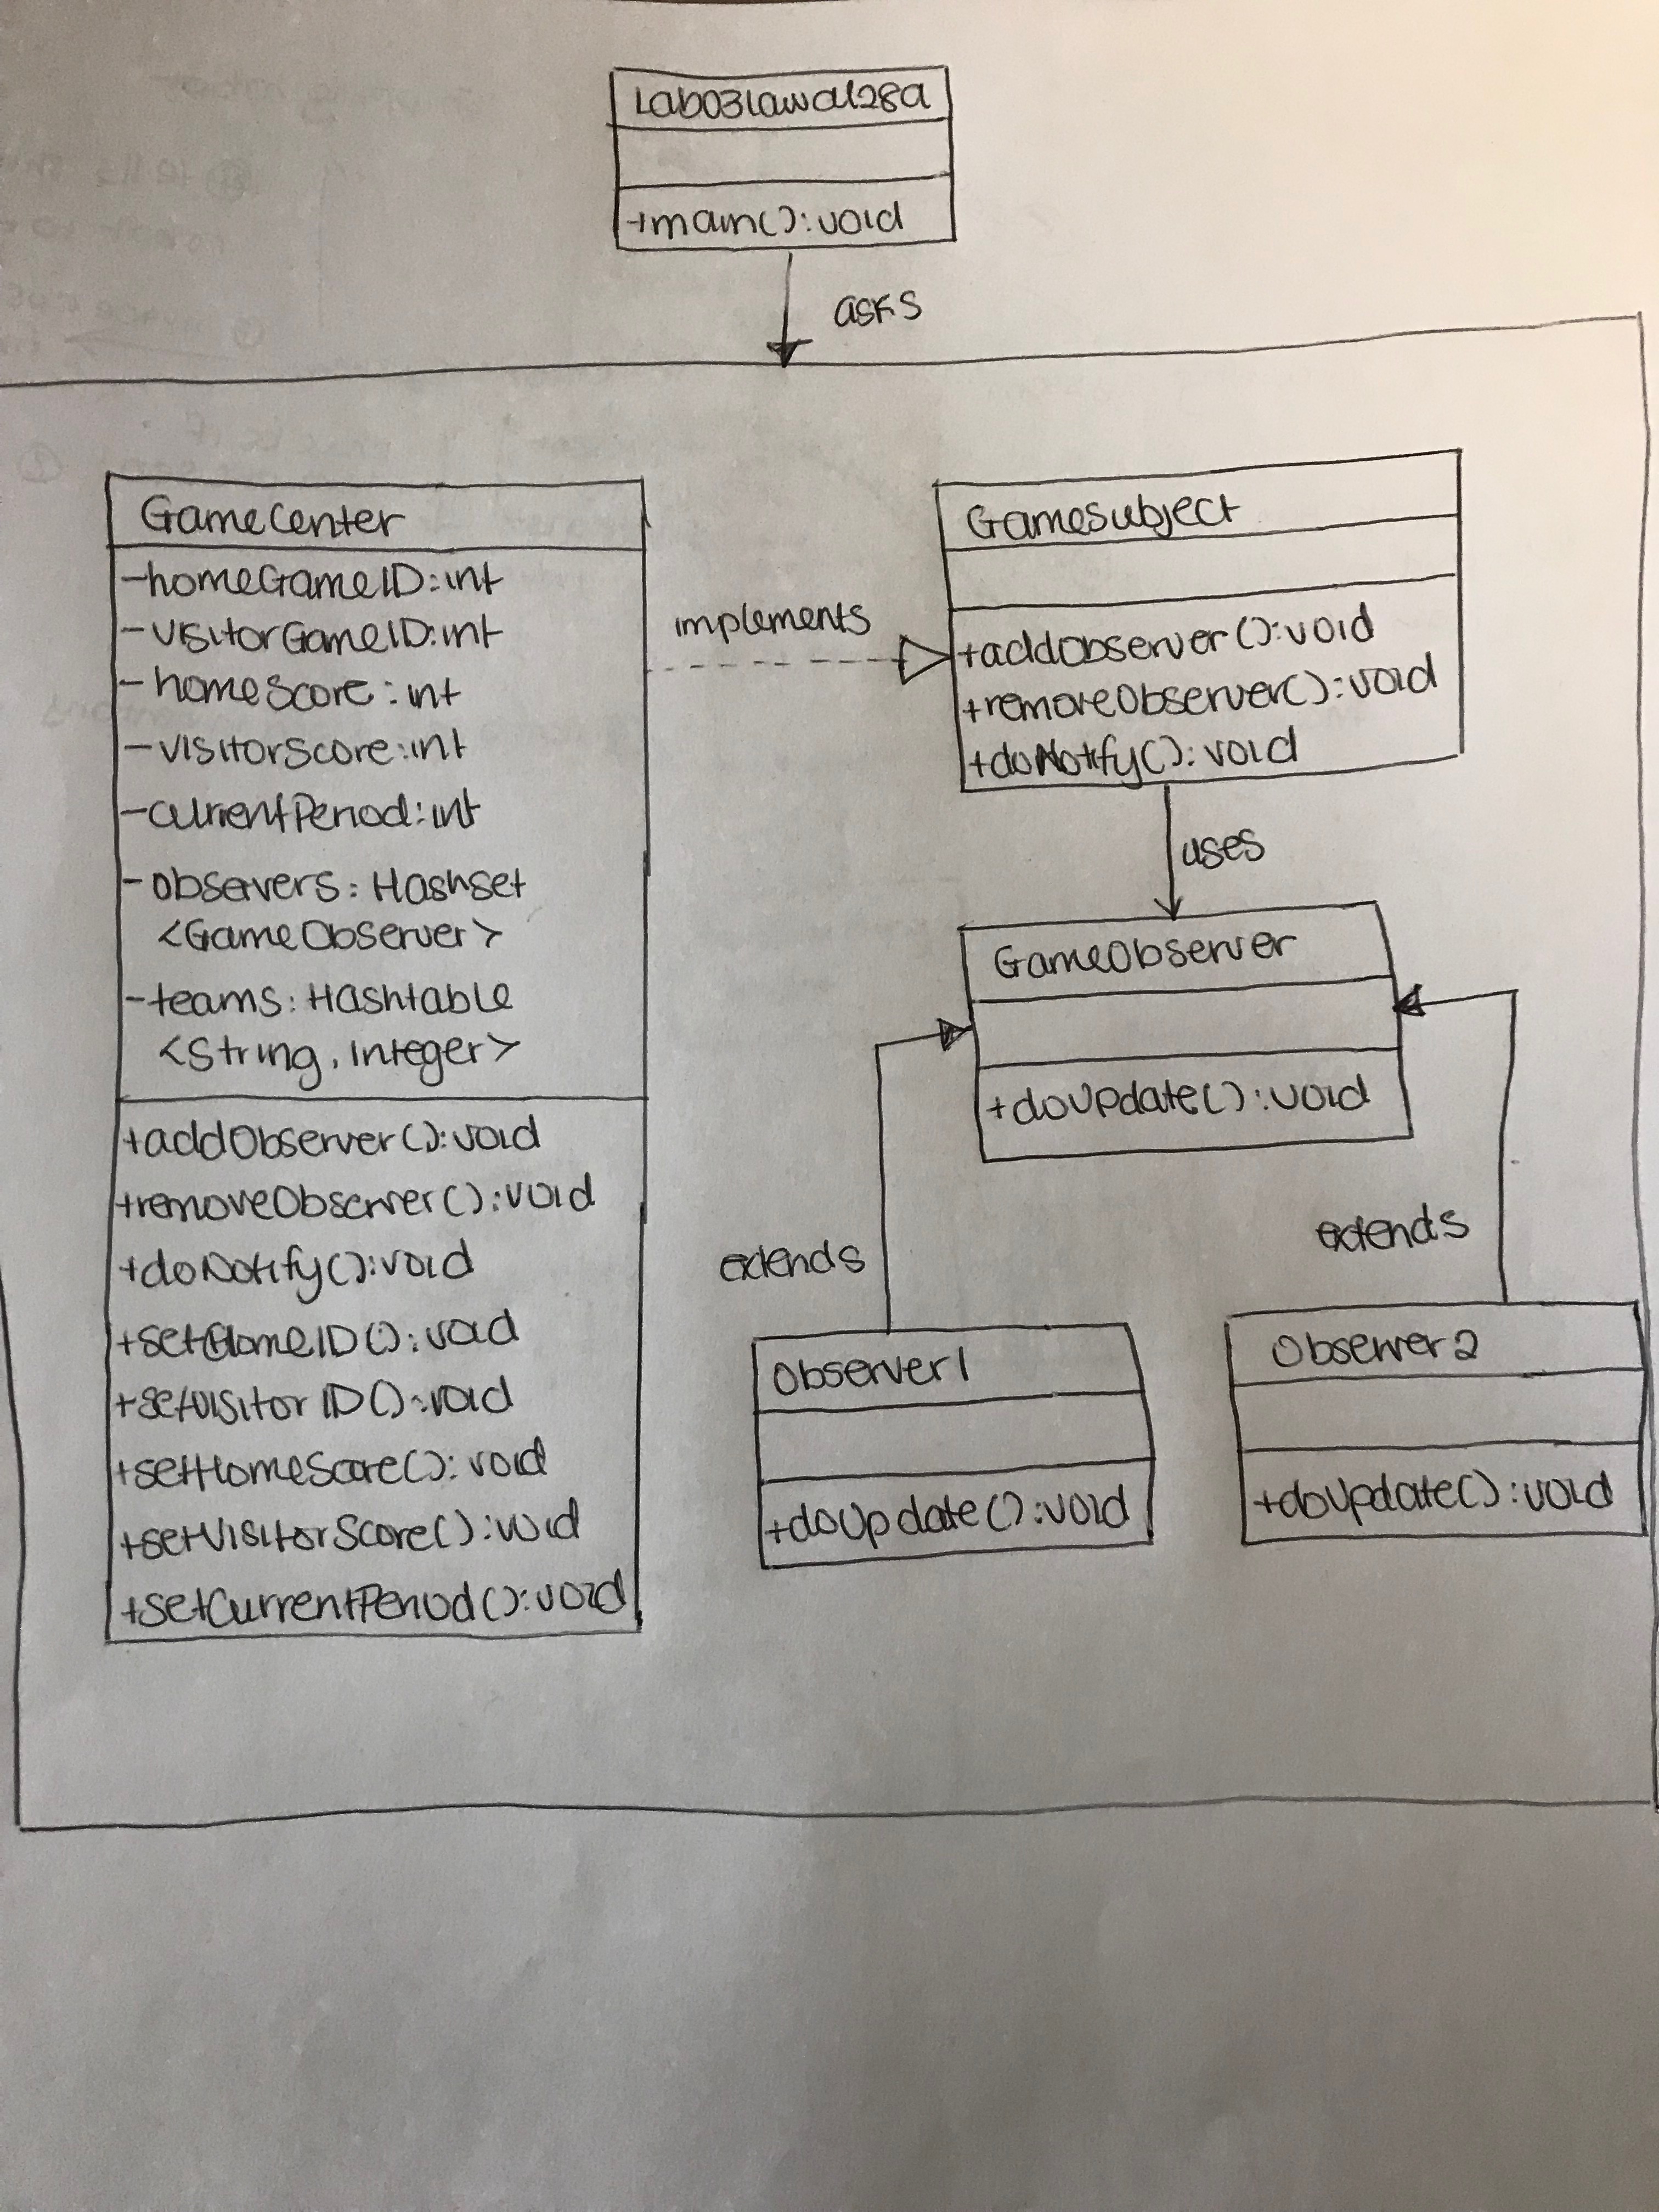 Lab03lawal28a
+main(): void
asks
GameCenter
-homeGameID: int
-visitorGameID: int
-homeScore: int
-visitorScore: int
-currentPeriod: int
-observers: Hashset
<GameObserver>
-teams: Hashtable
<String, Integer>
+addObserver(): void
+removeObserver(): void
+doNotify(): void
+setHomeID(): void
+setVisitorID(): void
+setHomeScore(): void
+setVisitorScore(): void
+setCurrentPeriod(): void
implements
GameSubject
+addObserver(): void
+removeObserver(): void
+doNotify(): void
uses
GameObserver
+doUpdate(): void
extends
extends
Observer1
+doUpdate(): void
Observer2
+doUpdate(): void